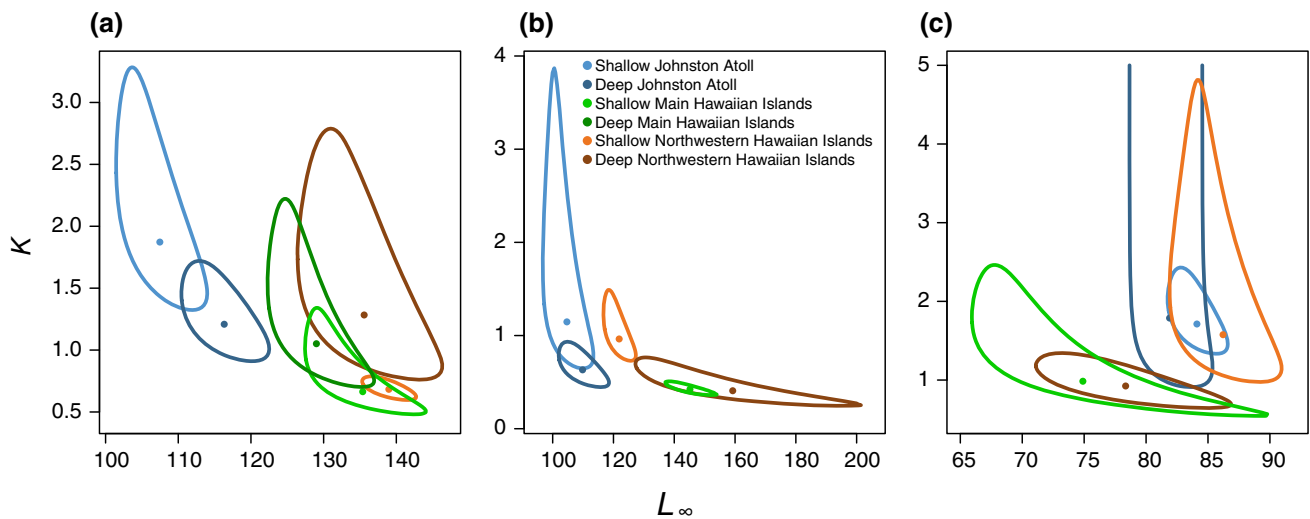 (a)
(b)
(c)
K
3.0
2.5
2.0
1.5
1.0
0.5
100 110 120 130 140
4
3
2
1
0
100 120 140 160 180 200
Shallow Johnston Atoll
Deep Johnston Atoll
Shallow Main Hawaiian Islands
Deep Main Hawaiian Islands
Shallow Northwestern Hawaiian Islands
Deep Northwestern Hawaiian Islands
5
4
3
2
1
65 70 75 80 85 90
L∞